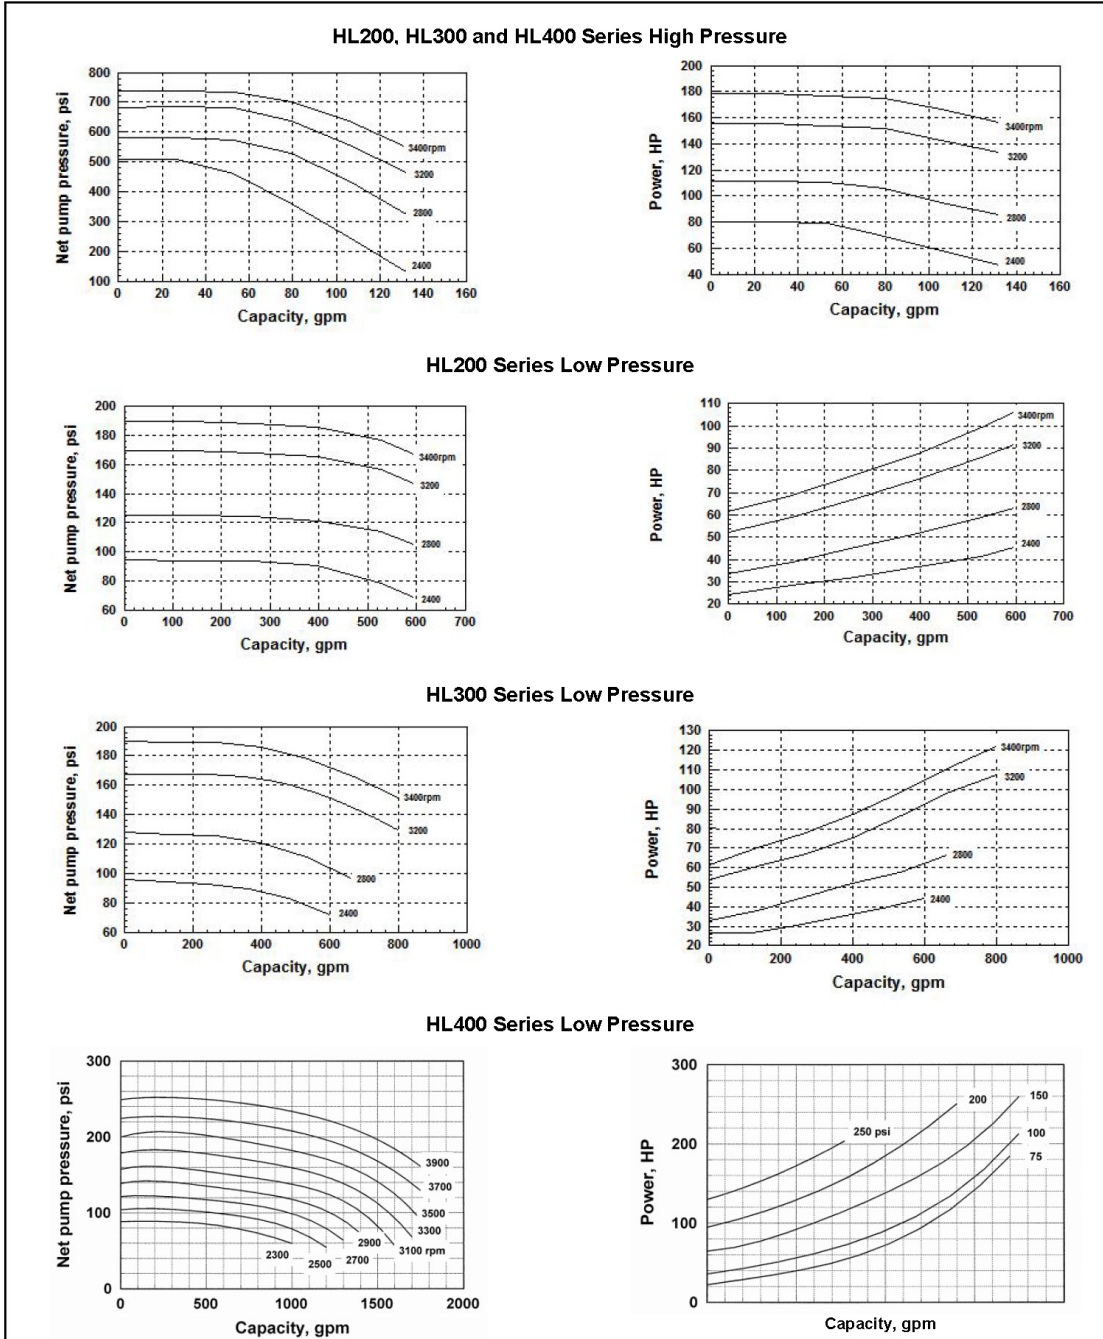 HL200, HL300 and HL400 Series High Pressure
Net pump pressure, psi
800
700
600
500
400
300
200
100
0 20 40 60 80 100 120 140 160
Capacity, gpm
3400rpm
3200
2800
2400
Power, HP
200
180
160
140
120
100
80
60
40
0 20 40 60 80 100 120 140 160
Capacity, gpm
3400rpm
3200
2800
2400
HL200 Series Low Pressure
Net pump pressure, psi
200
180
160
140
120
100
80
60
0 100 200 300 400 500 600 700
Capacity, gpm
3400rpm
3200
2800
2400
Power, HP
110
100
90
80
70
60
50
40
30
20
0 100 200 300 400 500 600 700
Capacity, gpm
3400rpm
3200
2800
2400
HL300 Series Low Pressure
Net pump pressure, psi
200
180
160
140
120
100
80
60
0 200 400 600 800 1000
Capacity, gpm
3400rpm
3200
2800
2400
Power, HP
130
120
110
100
90
80
70
60
50
40
30
20
0 200 400 600 800 1000
Capacity, gpm
3400rpm
3200
2800
2400
HL400 Series Low Pressure
Net pump pressure, psi
300
200
100
0
0 500 1000 1500 2000
Capacity, gpm
3900
3700
3500
3300
3100 rpm
2900
2700
2500
2300
Power, HP
300
200
100
0
Capacity, gpm
250 psi
200
150
100
75